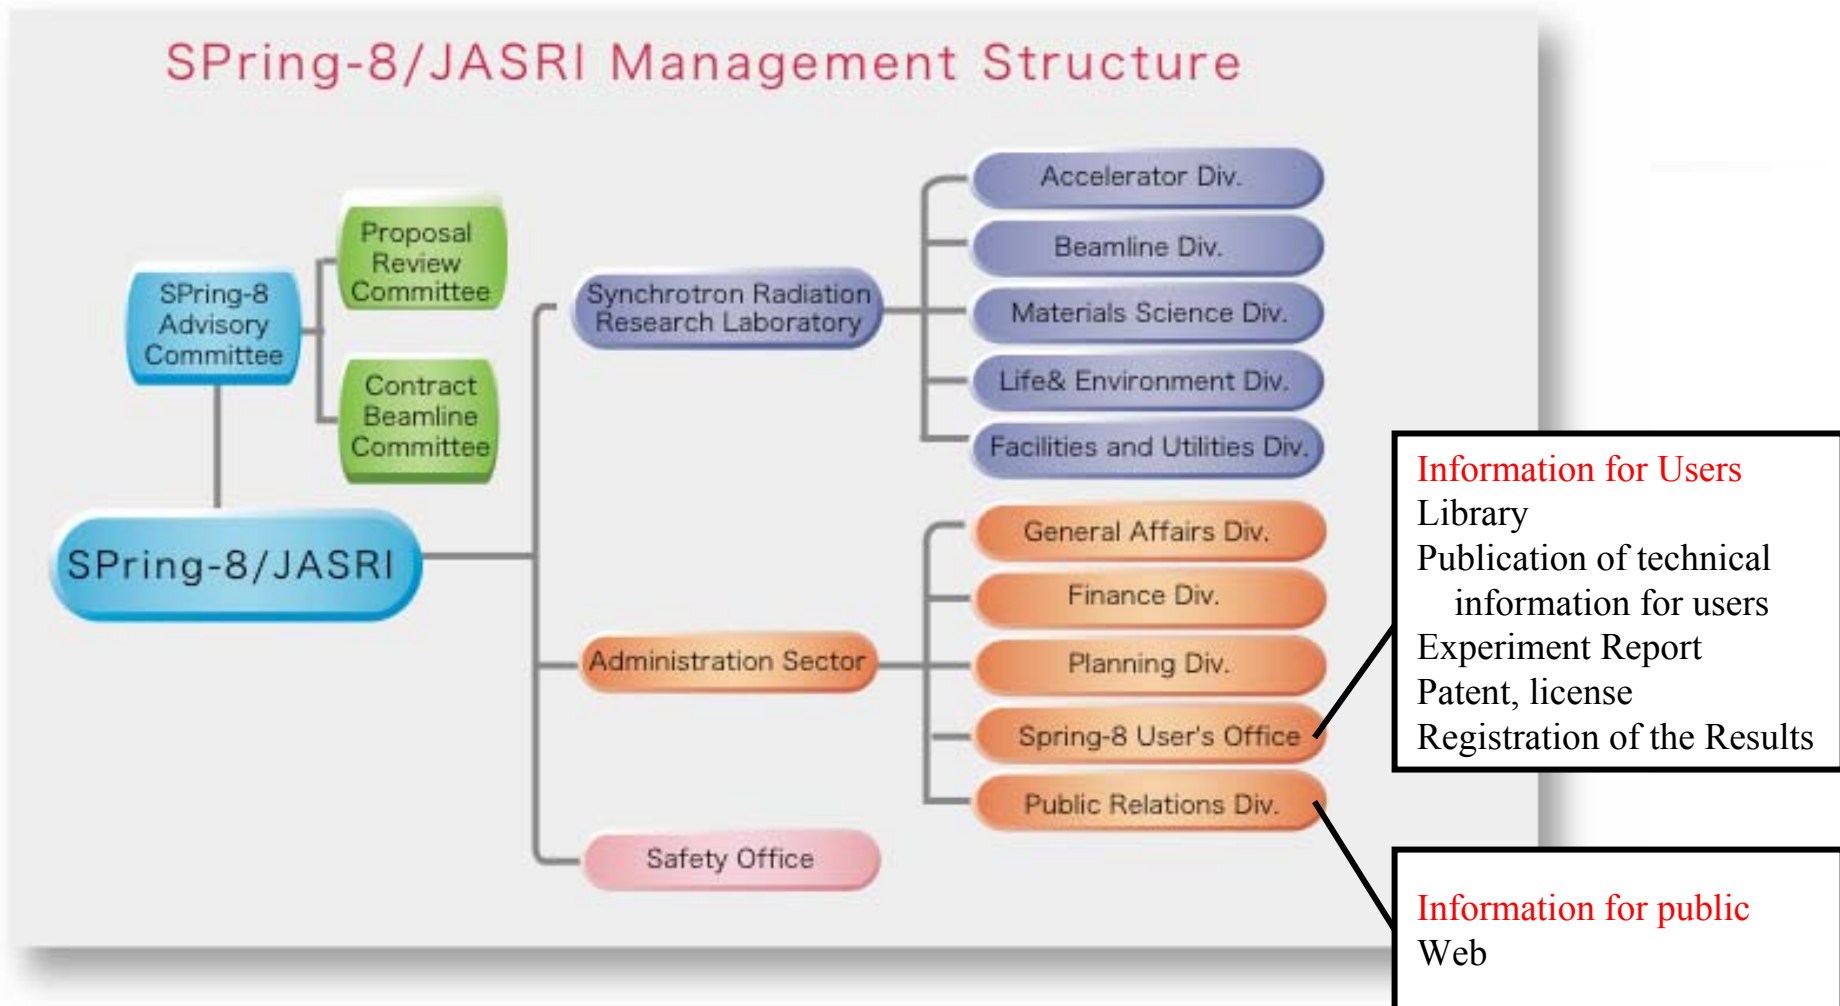 SPring-8/JASRI Management Structure
SPring-8
Advisory
Committee
Proposal
Review
Committee
Contract
Beamline
Committee
SPring-8/JASRI
Synchrotron Radiation
Research Laboratory
Accelerator Div.
Beamline Div.
Materials Science Div.
Life& Environment Div.
Facilities and Utilities Div.
Administration Sector
General Affairs Div.
Finance Div.
Planning Div.
Spring-8 User's Office
Public Relations Div.
Safety Office
Information for Users
Library
Publication of technical
information for users
Experiment Report
Patent, license
Registration of the Results
Information for public
Web